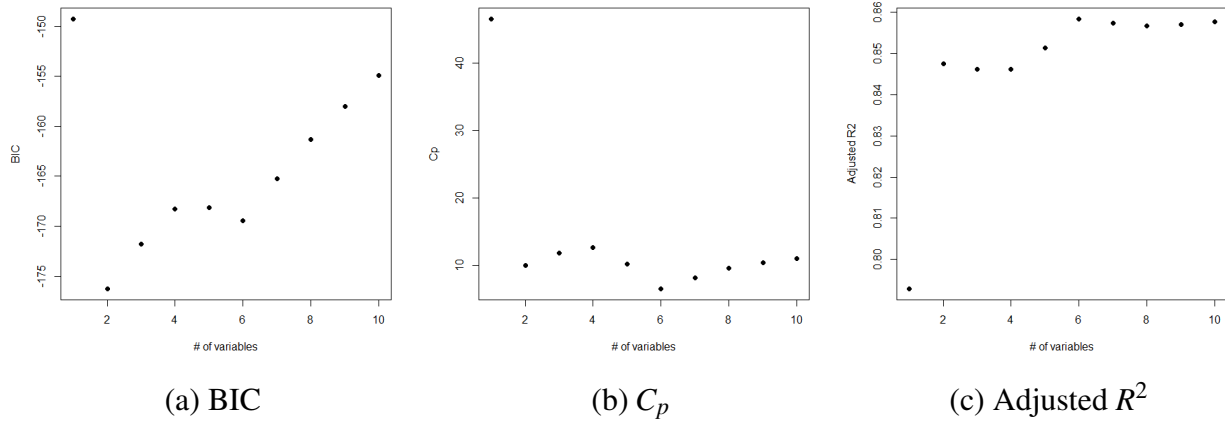 BIC
-150
-155
-160
-165
-170
-175
2 4 6 8 10
# of variables
(a) BIC
Cp
40
30
20
10
2 4 6 8 10
# of variables
(b) Cp
Adjusted R2
0.86
0.85
0.84
0.83
0.82
0.81
0.80
2 4 6 8 10
# of variables
(c) Adjusted R²